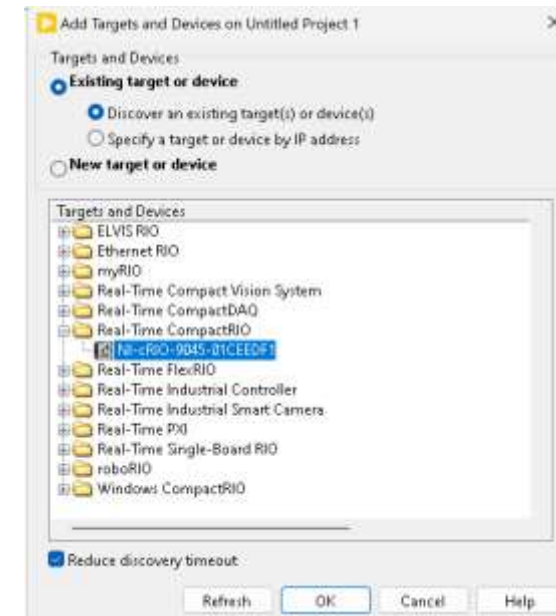 Add Targets and Devices on Untitled Project 1
Targets and Devices
Existing target or device
Discover an existing target(s) or device(s)
Specify a target or device by IP address
New target or device
Targets and Devices
ELVIS RIO
Ethernet RIO
myRIO
Real-Time Compact Vision System
Real-Time CompactDAQ
Real-Time CompactRIO
NI-cRIO-9045-01CEEDF1
Real-Time FlexRIO
Real-Time Industrial Controller
Real-Time Industrial Smart Camera
Real-Time PXI
Real-Time Single-Board RIO
roboRIO
Windows CompactRIO
Reduce discovery timeout
Refresh OK Cancel Help